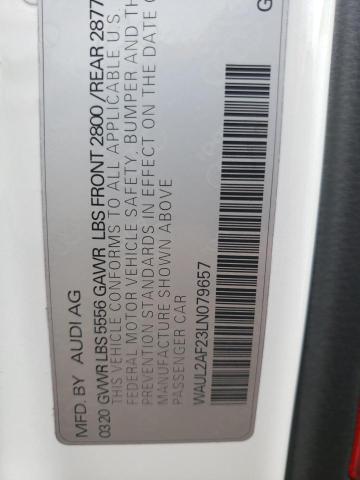 MFD. BY AUDI AG
0320 GVWR LBS 5556 GAWR LBS FRONT 2800 /REAR 2877
THIS VEHICLE CONFORMS TO ALL APPLICABLE U.S.
FEDERAL MOTOR VEHICLE SAFETY, BUMPER AND
PREVENTION STANDARDS IN EFFECT ON THE DATE
MANUFACTURE SHOWN ABOVE
PASSENGER CAR
WAUL2AF23LN079657